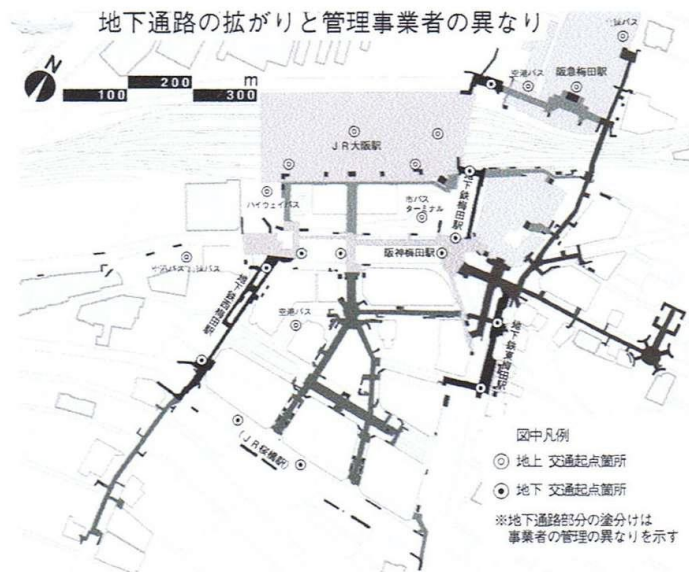 地下通路の拡がりと管理事業者の異なり
N
100
200
300
m
空港バス
阪急梅田駅
JR大阪駅
ハイウェイバス
市バス
ターミナル
地下鉄梅田駅
阪神梅田駅
地下鉄西梅田駅
空港バス
地下鉄東梅田駅
(JR桜橋駅)
図中凡例
◎ 地上 交通起点箇所
地下 交通起点箇所
※地下通路部分の塗分けは
事業者の管理の異なりを示す